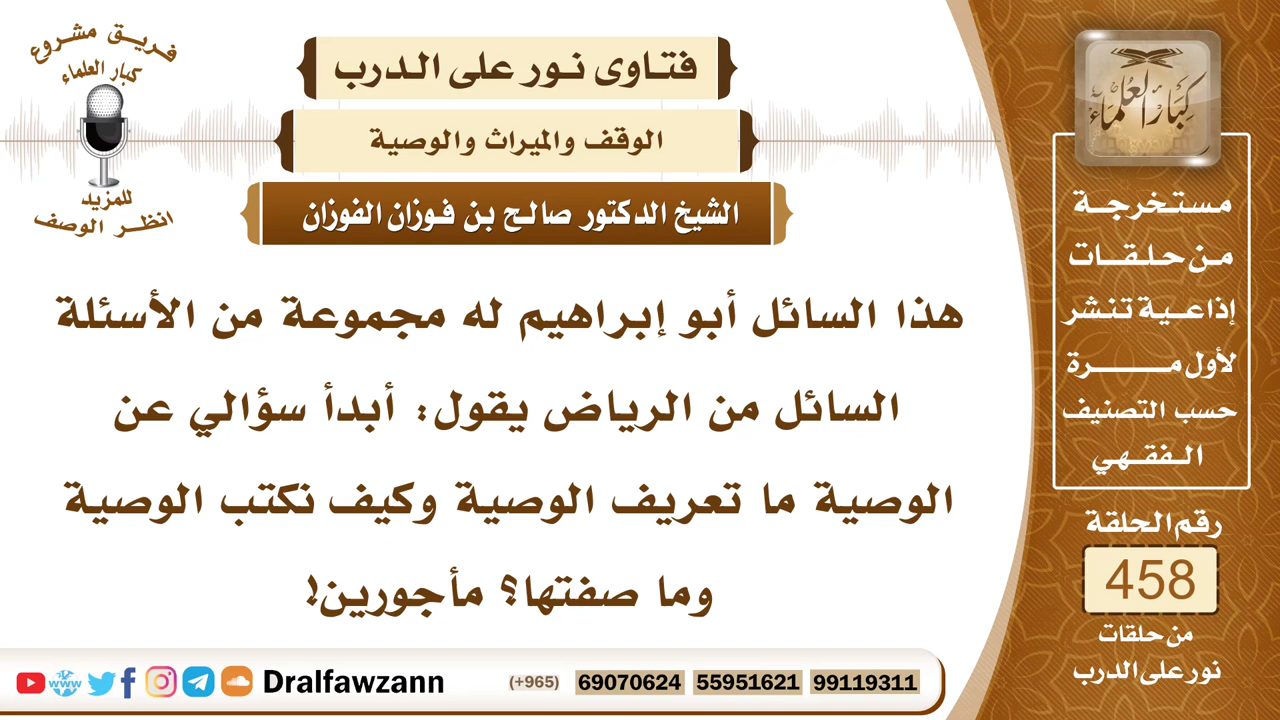 فريق مشروع
كبار العلماء
للمزيد
انظر الوصف
فتاوى نور على الدرب
الوقف والميراث والوصية
الشيخ الدكتور صالح بن فوزان الفوزان
هذا السائل أبو إبراهيم له مجموعة من الأسئلة
السائل من الرياض يقول: أبدأ سؤالي عن
الوصية ما تعريف الوصية وكيف نكتب الوصية
وما صفتها؟ مأجورين!
كبار العلماء
مستخرجة
من حلقات
إذاعية تنشر
لأول مرة
حسب التصنيف
الفقهي
رقم الحلقة
458
من حلقات
نور على الدرب
www Dralfawzann (+965) 69070624 55951621 99119311